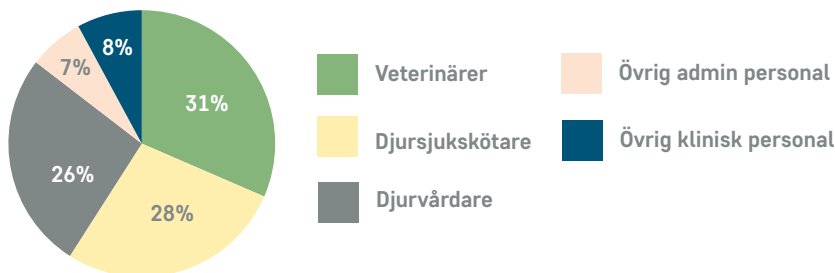 8%
7%
31%
26%
28%
Veterinärer
Djursjukskötare
Djurvårdare
Övrig admin personal
Övrig klinisk personal